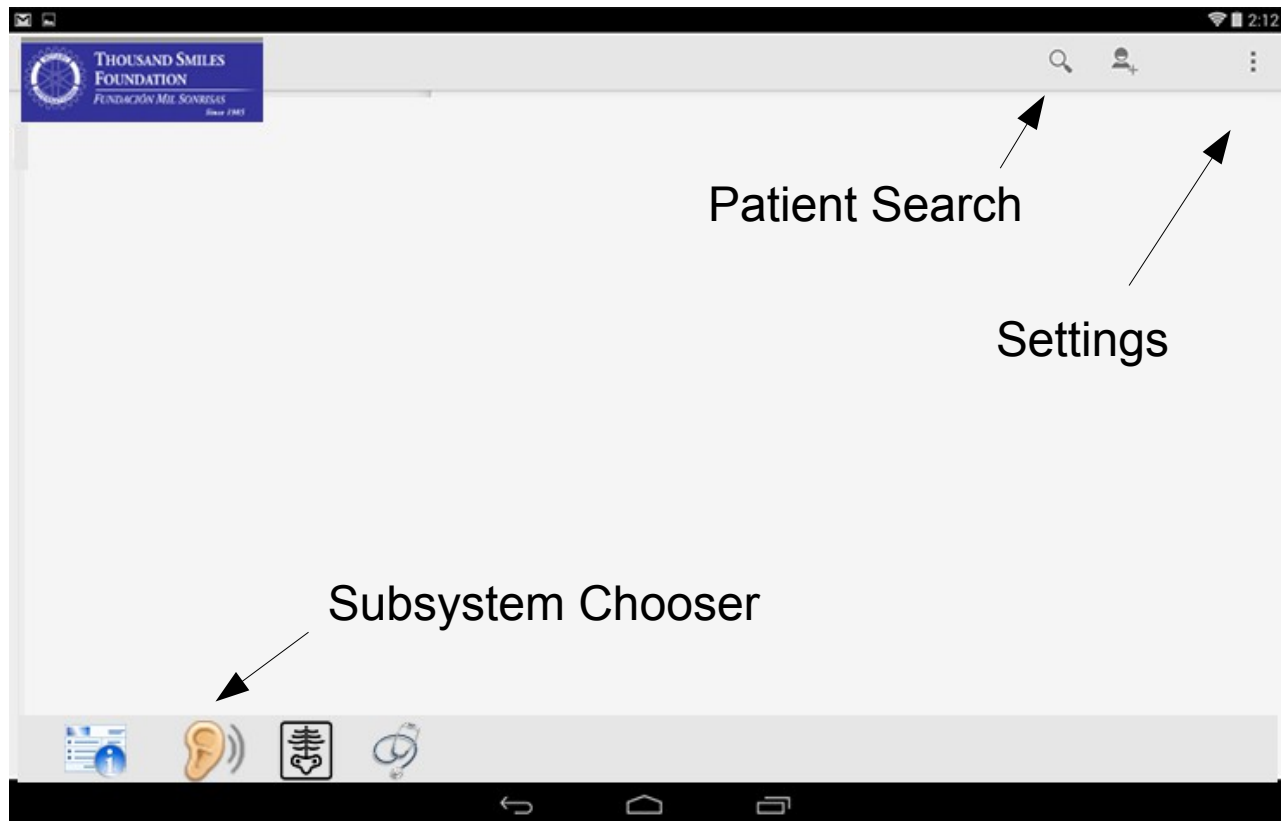 2:12
THOUSAND SMILES
FOUNDATION
FUNDACIÓN MIL SONRISAS
Since 1985
Patient Search
Settings
Subsystem Chooser